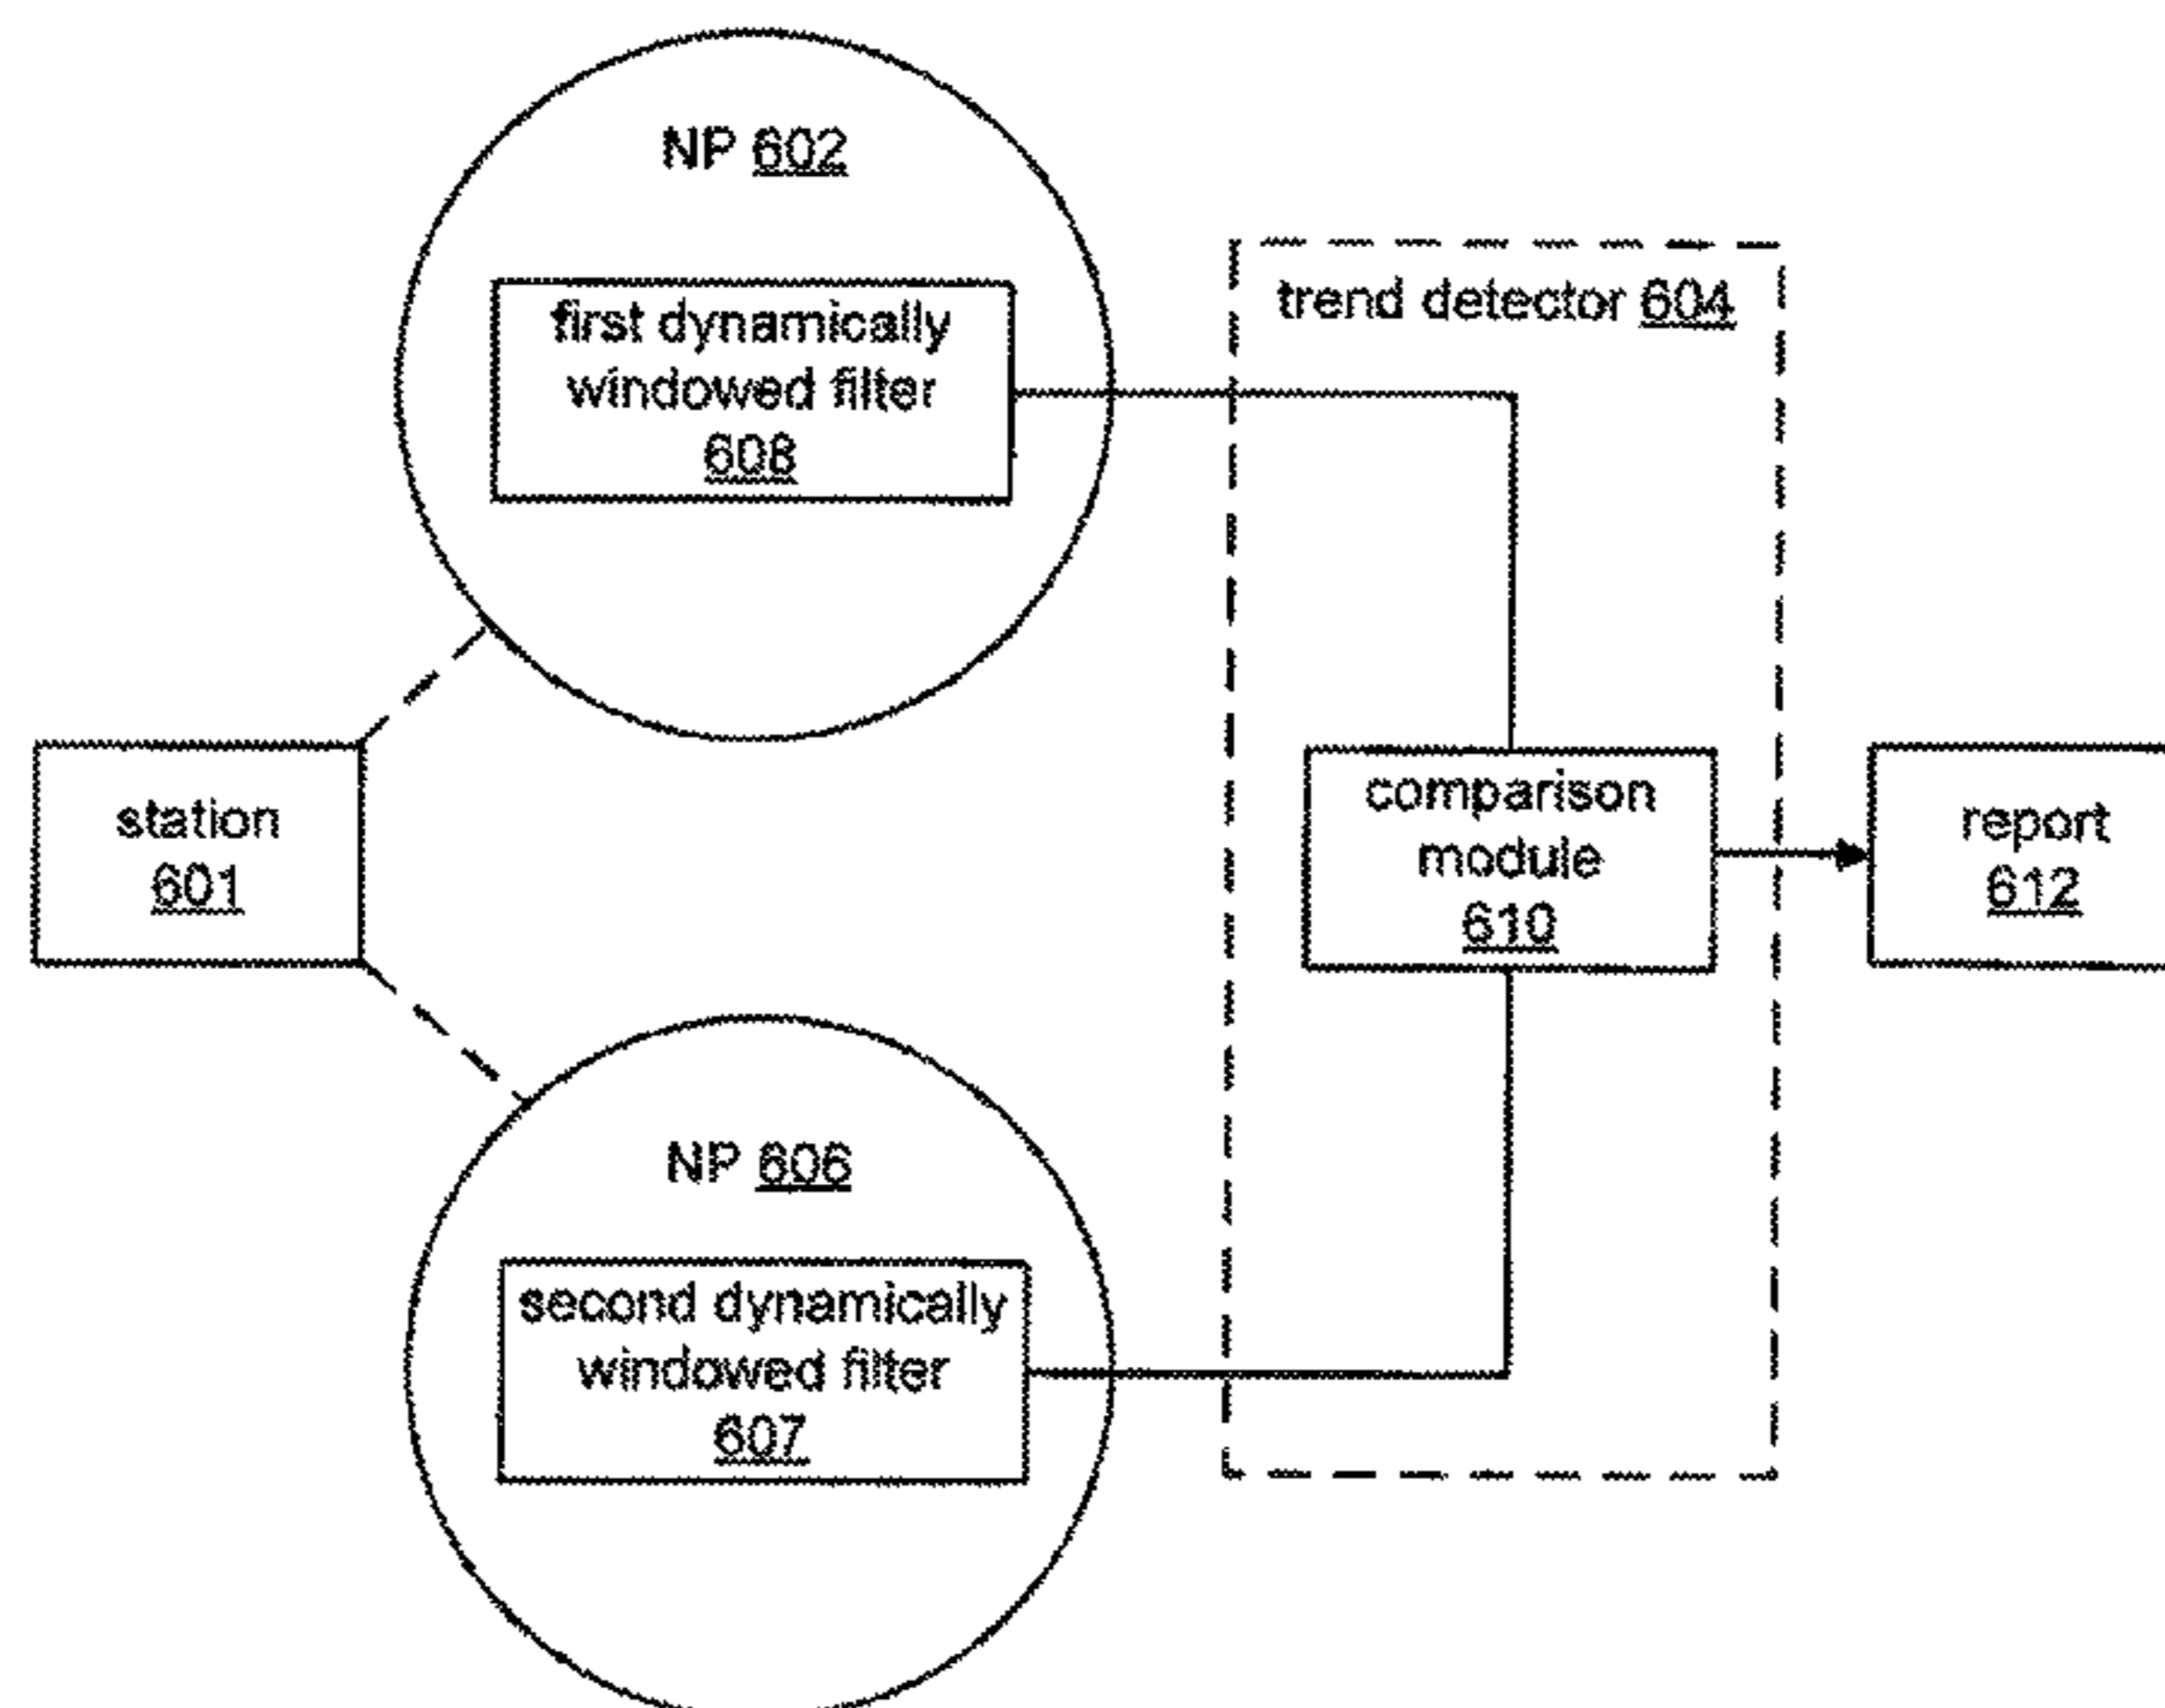 NP 602
first dynamically
windowed filter
608
trend detector 604
station
601
comparison
module
610
report
612
NP 606
second dynamically
windowed filter
607